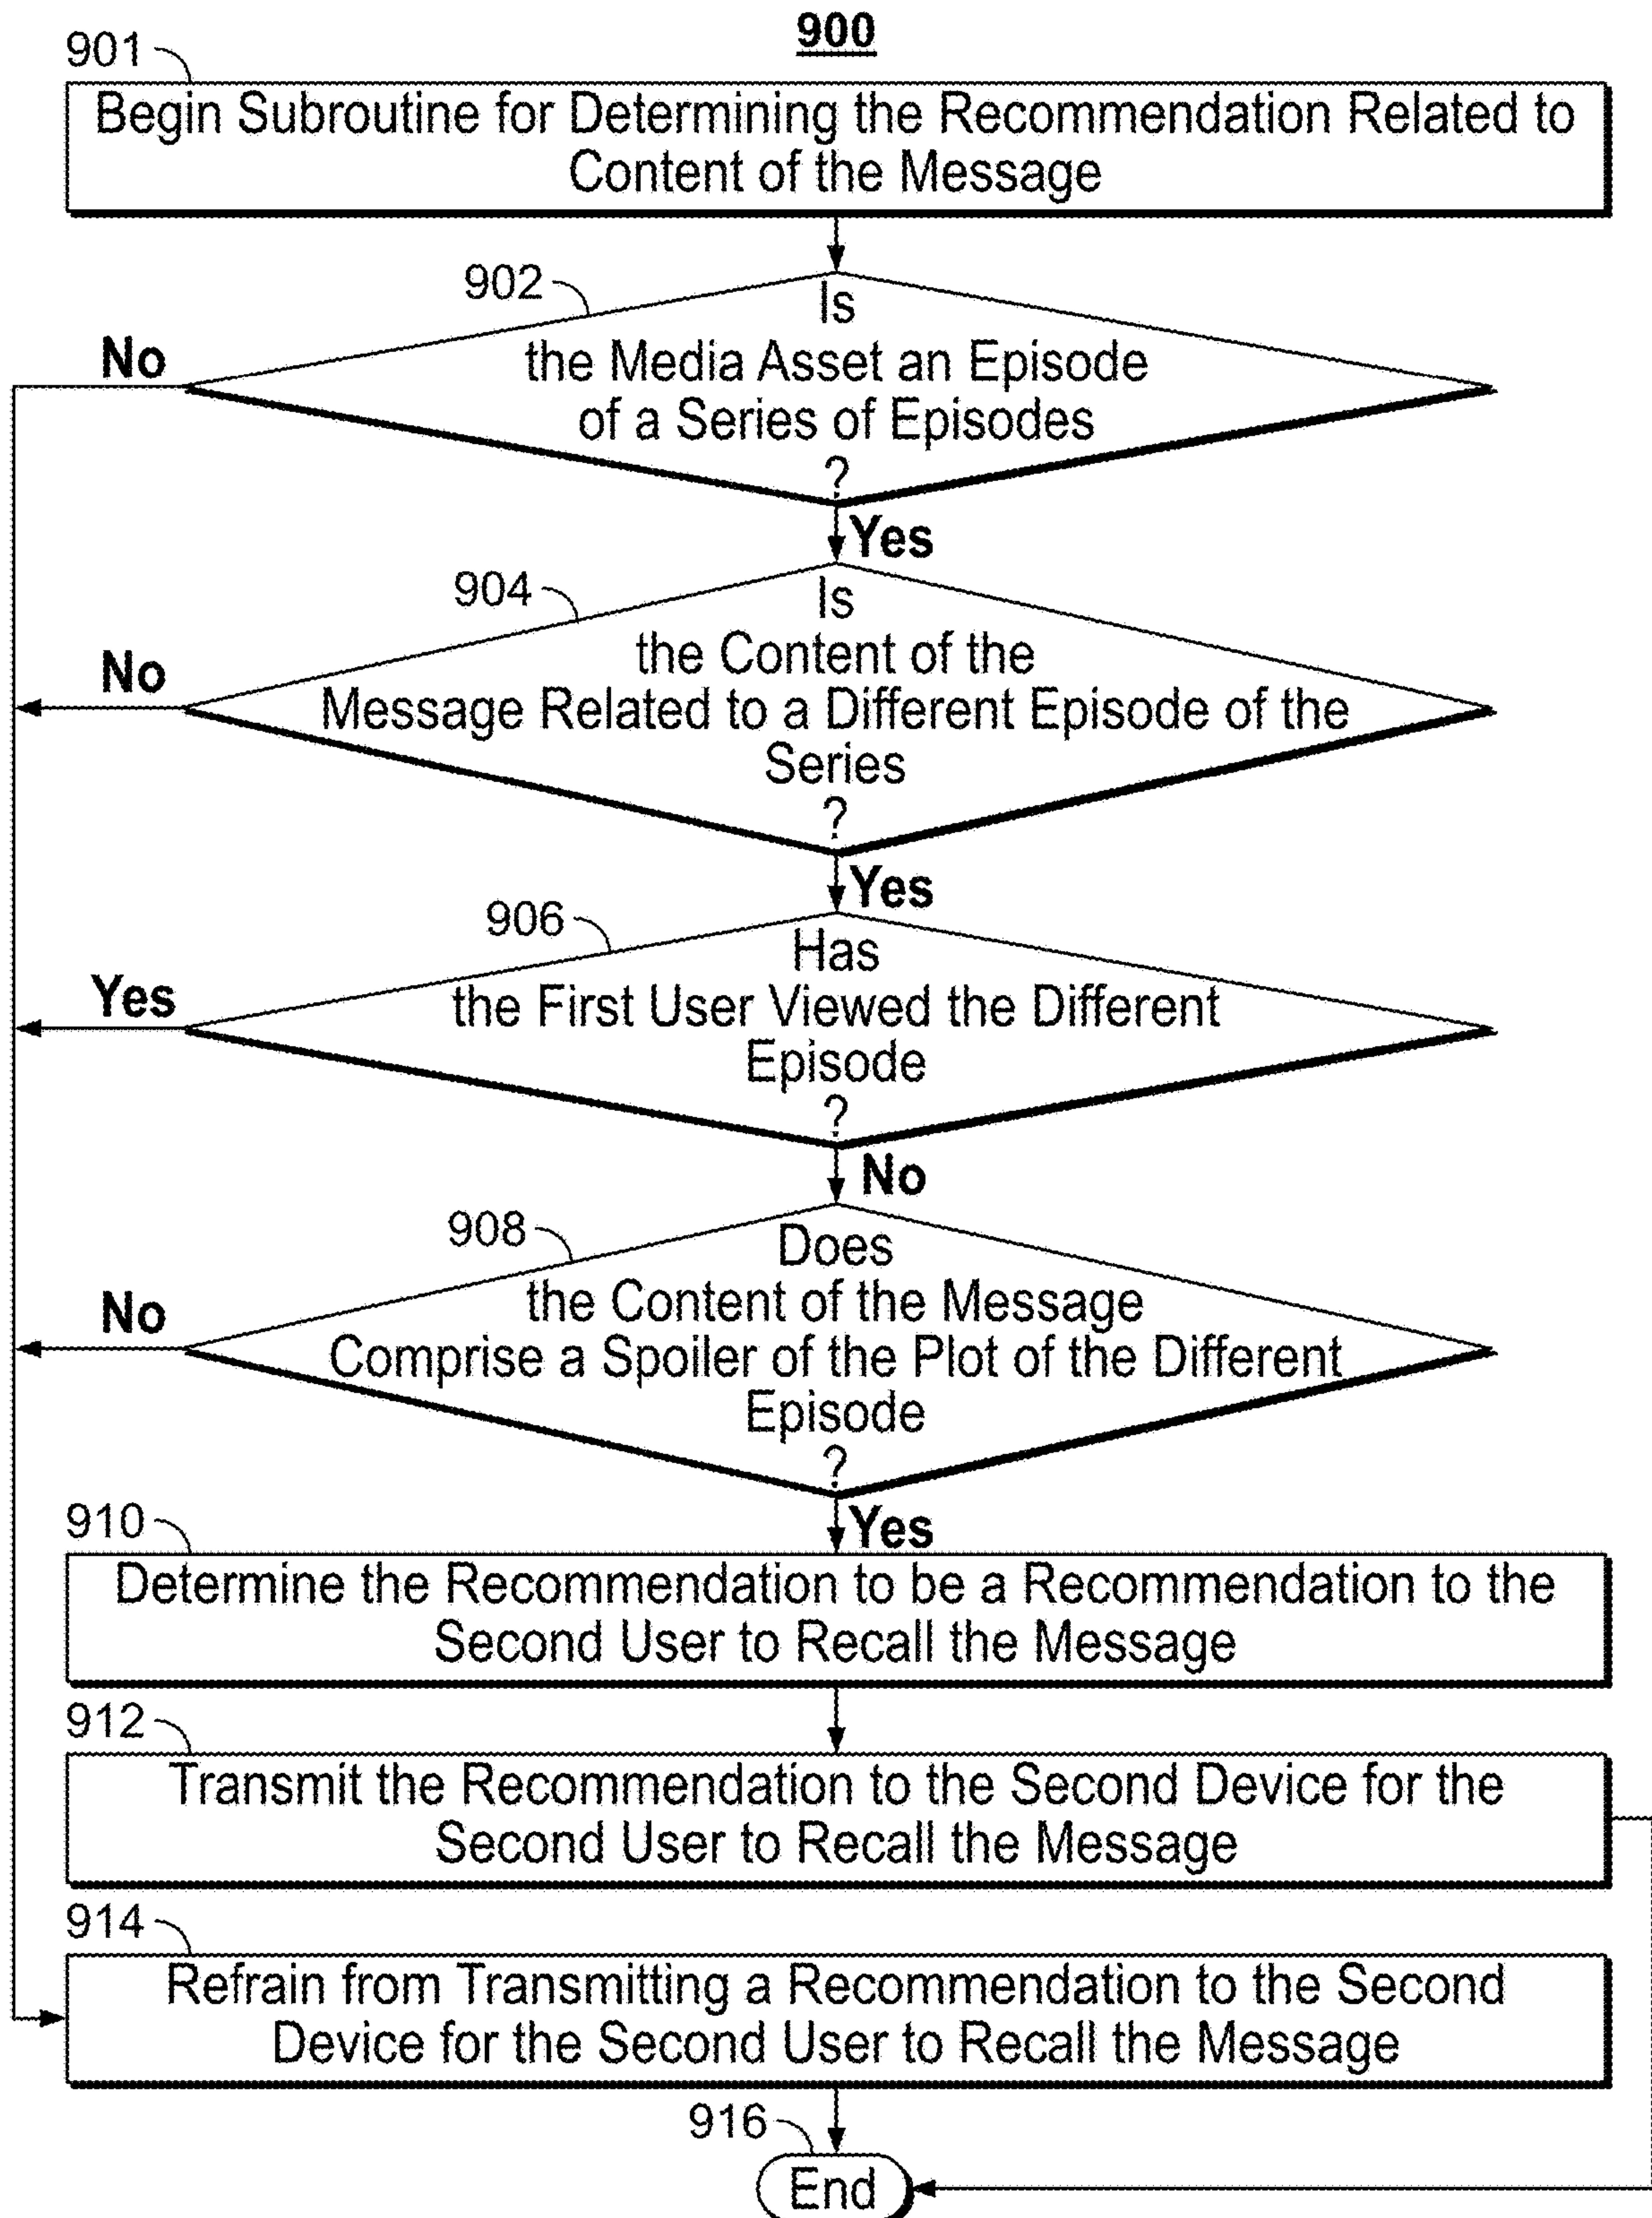 900
901
Begin Subroutine for Determining the Recommendation Related to
Content of the Message
902
Is
the Media Asset an Episode
of a Series of Episodes
?
No
Yes
904
Is
the Content of the
Message Related to a Different Episode of the
Series
?
No
Yes
906
Has
the First User Viewed the Different
Episode
?
Yes
No
908
Does
the Content of the Message
Comprise a Spoiler of the Plot of the Different
Episode
?
No
Yes
910
Determine the Recommendation to be a Recommendation to the
Second User to Recall the Message
912
Transmit the Recommendation to the Second Device for the
Second User to Recall the Message
914
Refrain from Transmitting a Recommendation to the Second
Device for the Second User to Recall the Message
916
End